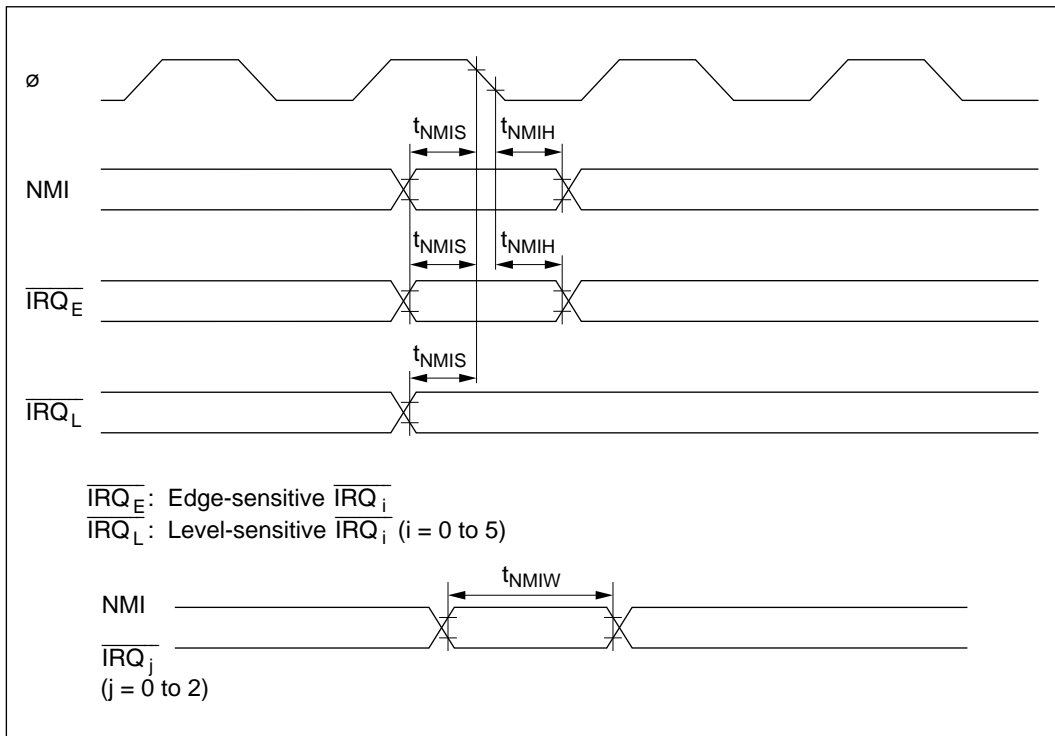 ø
tNMIS tNMIH
NMI
tNMIS tNMIH
IRQE
tNMIS
IRQL
IRQE: Edge-sensitive IRQi
IRQL: Level-sensitive IRQi (i = 0 to 5)
tNMIW
NMI
IRQj
(j = 0 to 2)